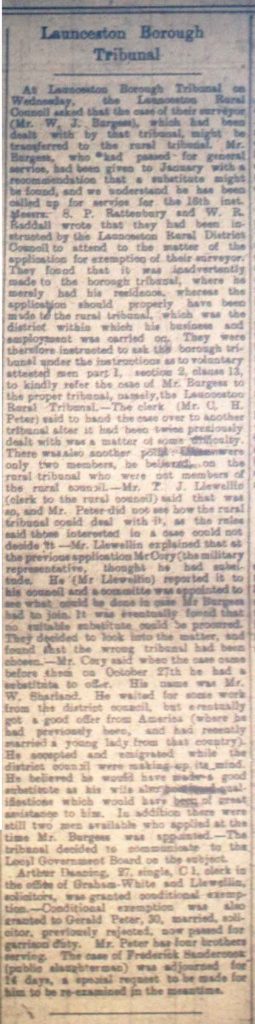 Launceston Borough
Tribunal
At Launceston Borough Tribunal on
Wednesday, the Launceston Rural
Council asked that the case of their surveyor
(Mr. W. J. Burgess), which had been
dealt with by that tribunal, might be
transferred to the rural tribunal. Mr.
Burgess, who had passed for general
service, had been given to January with a
recommendation that a substitute might
be found, and we understand he has been
called up for service for the 16th inst.
Messrs. S. P. Rattenbury and W. R.
Raddall wrote that they had been in-
structed by the Launceston Rural District
Council to attend to the matter of the
application for exemption of their surveyor.
They found that it was inadvertently
made to the borough tribunal, where he
merely had his residence, whereas the
application should properly have been
made to the rural tribunal, which was the
district within which his business and
employment was carried on. They were
therefore instructed to ask the borough tri-
bunal under the instructions as to voluntary
attested men part 1, section 2, clause 13,
to kindly refer the case of Mr. Burgess to
the proper tribunal, namely, the Launceston
Rural Tribunal.—The clerk (Mr. C. H.
Peter) said to hand the case over to another
tribunal after it had been twice previously
dealt with was a matter of some difficulty.
There was also another point. There were
only two members, he believed, on the
rural tribunal who were not members of
the rural council.—Mr. T. J. Llewellin
(clerk to the rural council) said that was
so, and Mr. Peter did not see how the rural
tribunal could deal with it, as the rules
said those interested in a case could not
decide it.—Mr. Llewellin explained that at
the previous application Mr Cory (the military
representative, thought he had
He (Mr Llewellin) reported it to
his council and a committee was appointed to
see what could be done in case Mr Burgess
had to join. It was eventually found that
no suitable substitute could be
They decided to look into the matter, and
found that the wrong tribunal had been
chosen.—Mr. Cory said when the case came
before them on October 27th he had a
substitute to offer. His name was Mr.
W. Sharland. He waited for some work
from the district council, but eventually
got a good offer from America (where he
had previously been, and had recently
married a young lady from that country).
He accepted and emigrated while the
district council were making up its mind.
He believed he would have made a good
substitute as his wife also qual-
ifications which would have been of great
assistance to him. In addition there were
still two men available who applied at the
time Mr. Burgess was appointed.—The
tribunal decided to communicate to the
Local Government Board on the subject.
Arthur 27, single, C1, clerk in
the office of Graham-White and Llewellin,
solicitors, was granted conditional exemp-
tion.—Conditional exemption was also
granted to Gerald Peter, 30, married, soli-
citor, previously rejected, now passed for
garrison duty. Mr. Peter has four brothers
serving. The case of Frederick
(public slaughterman) was adjourned for
14 days, a special request to be made for
him to be re-examined in the meantime.